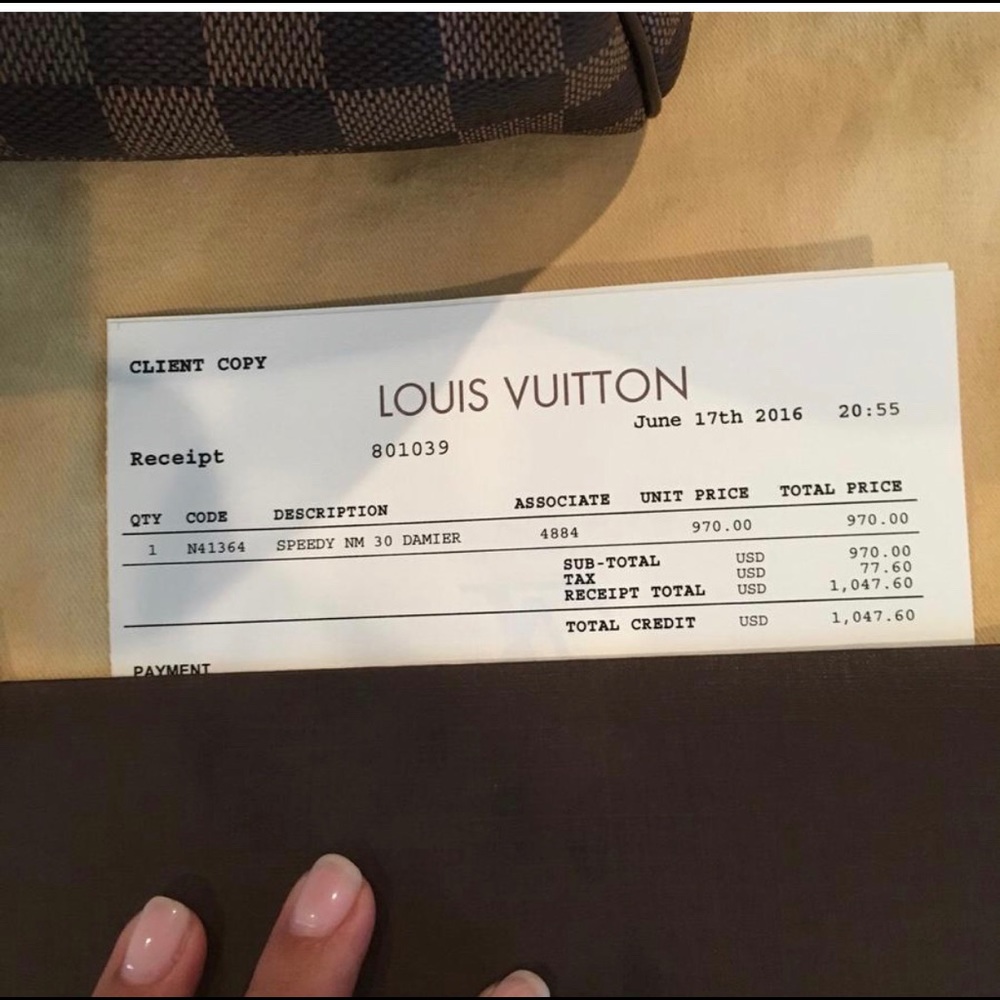 CLIENT COPY
LOUIS VUITTON
June 17th 2016 20:55
Receipt 801039
QTY CODE DESCRIPTION ASSOCIATE UNIT PRICE TOTAL PRICE
1 N41364 SPEEDY NM 30 DAMIER 4884 970.00 970.00
SUB-TOTAL USD 970.00
TAX USD 77.60
RECEIPT TOTAL USD 1,047.60
TOTAL CREDIT USD 1,047.60
PAYMENT